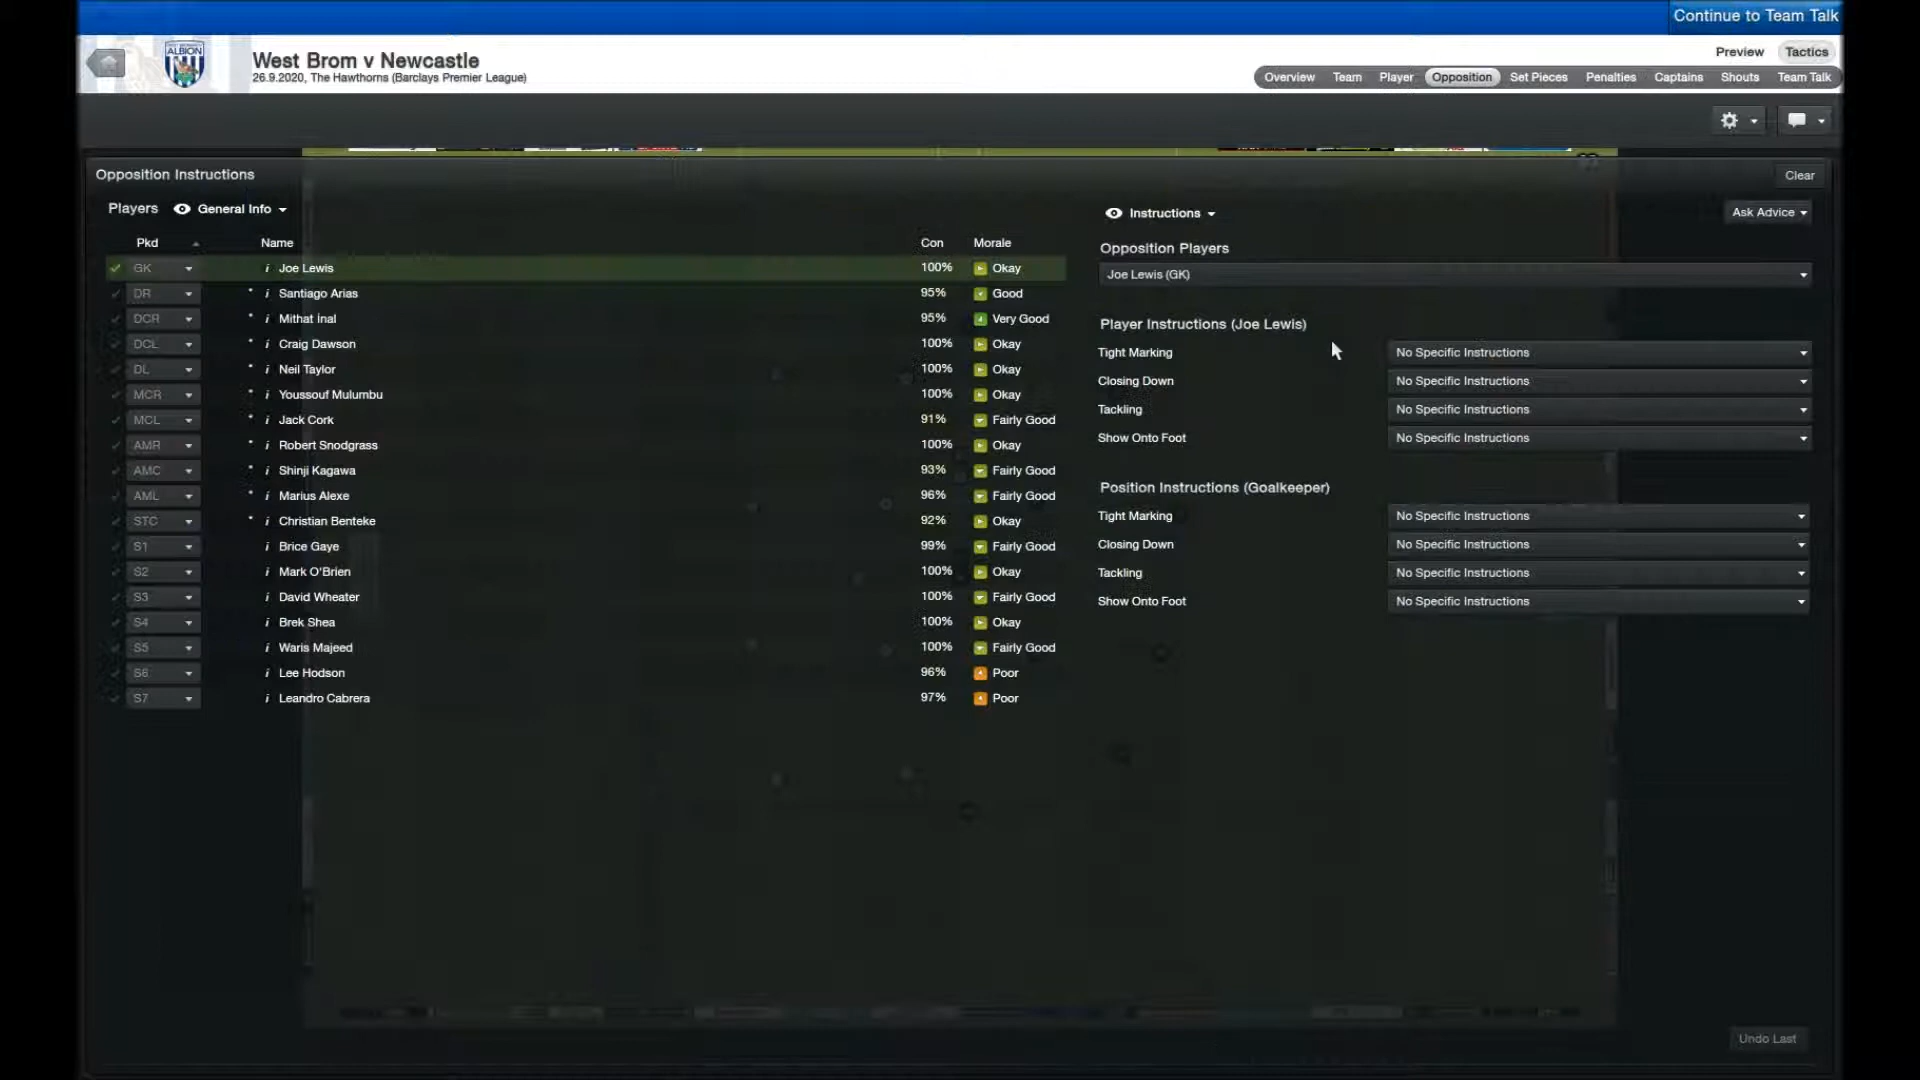 Continue to Team Talk
ALBION
West Brom v Newcastle
26.9.2020, The Hawthorns (Barclays Premier League)
Preview Tactics
Overview Team Player Opposition Set Pieces Penalties Captains Shouts Team Talk
Opposition Instructions
Clear
Players General Info
Instructions
Ask Advice
Pkd Name Con Morale
Opposition Players
GK i Joe Lewis 100% Okay
Joe Lewis (GK)
DR * i Santiago Arias 95% Good
DCR * i Mithat İnal 95% Very Good
Player Instructions (Joe Lewis)
DCL * i Craig Dawson 100% Okay
Tight Marking No Specific Instructions
DL * i Neil Taylor 100% Okay
Closing Down No Specific Instructions
MCR * i Youssouf Mulumbu 100% Okay
Tackling No Specific Instructions
MCL * i Jack Cork 91% Fairly Good
Show Onto Foot No Specific Instructions
AMR * i Robert Snodgrass 100% Okay
AMC * i Shinji Kagawa 93% Fairly Good
Position Instructions (Goalkeeper)
AML * i Marius Alexe 96% Fairly Good
Tight Marking No Specific Instructions
STC * i Christian Benteke 92% Okay
Closing Down No Specific Instructions
S1 i Brice Gaye 99% Fairly Good
S2 i Mark O'Brien 100% Okay
Tackling No Specific Instructions
S3 i David Wheater 100% Fairly Good
Show Onto Foot No Specific Instructions
S4 i Brek Shea 100% Okay
S5 i Waris Majeed 100% Fairly Good
S6 i Lee Hodson 96% Poor
S7 i Leandro Cabrera 97% Poor
Undo Last